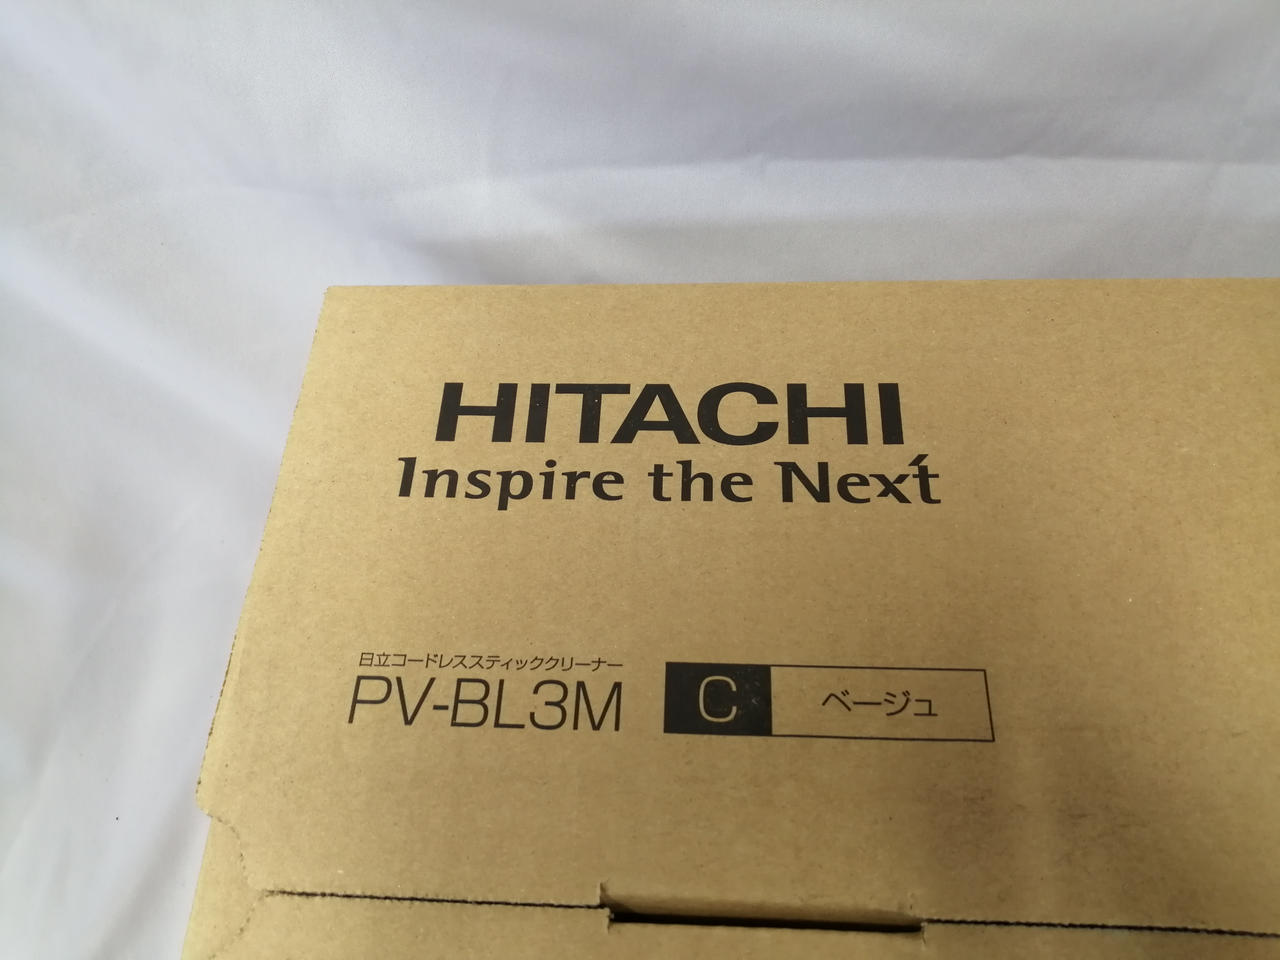 HITACHI
Inspire the Next
日立コードレススティッククリーナー
PV-BL3M
C ベージュ